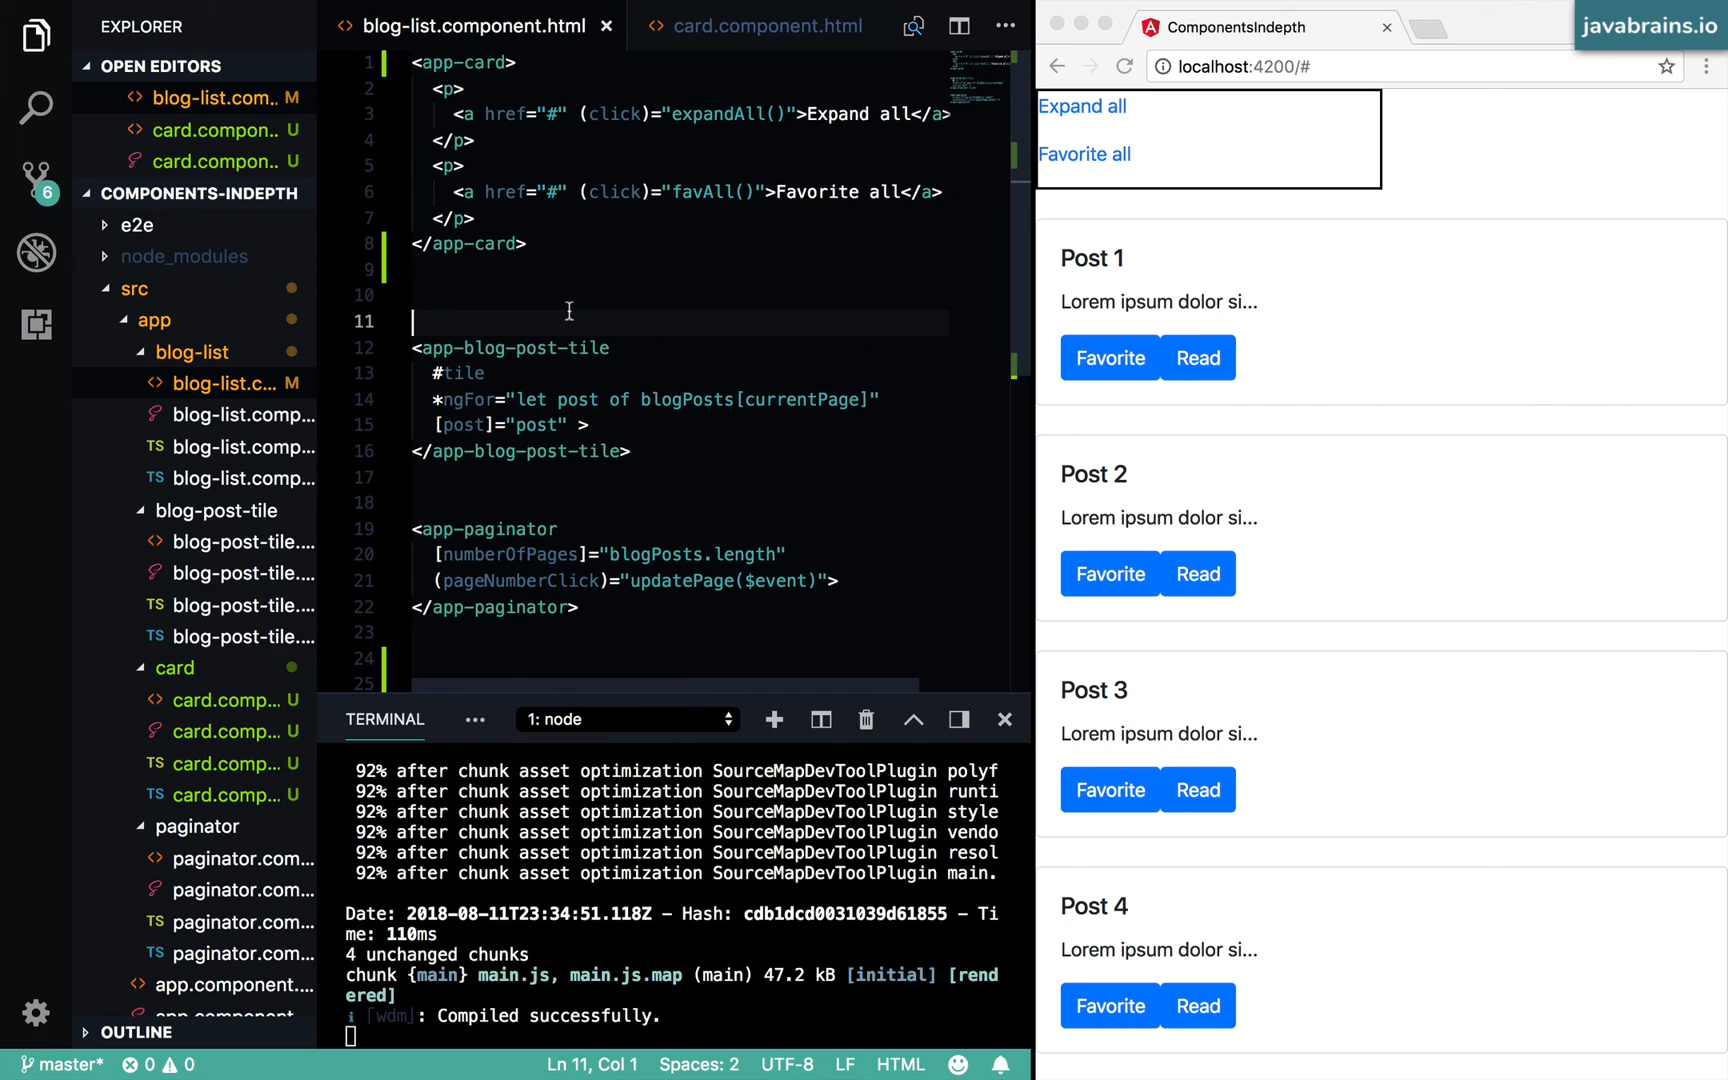 EXPLORER
OPEN EDITORS
blog-list.com... M
card.compon... U
card.compon... U
6
COMPONENTS-INDEPTH
e2e
node_modules
src
app
blog-list
blog-list.c... M
blog-list.comp...
TS blog-list.comp...
TS blog-list.comp...
blog-post-tile
blog-post-tile....
blog-post-tile....
TS blog-post-tile....
TS blog-post-tile....
card
card.comp... U
card.comp... U
TS card.comp... U
TS card.comp... U
paginator
paginator.com...
paginator.com...
TS paginator.com...
TS paginator.com...
app.component....
OUTLINE
blog-list.component.html
card.component.html
1 <app-card>
2 <p>
3 <a href="#" (click)="expandAll()">Expand all</a>
4 </p>
5 <p>
6 <a href="#" (click)="favAll()">Favorite all</a>
7 </p>
8 </app-card>
9
10
11
12 <app-blog-post-tile
13 #tile
14 *ngFor="let post of blogPosts[currentPage]"
15 [post]="post" >
16 </app-blog-post-tile>
17
18
19 <app-paginator
20 [numberOfPages]="blogPosts.length"
21 (pageNumberClick)="updatePage($event)">
22 </app-paginator>
23
24
25
TERMINAL ... 1: node
92% after chunk asset optimization SourceMapDevToolPlugin polyf
92% after chunk asset optimization SourceMapDevToolPlugin runti
92% after chunk asset optimization SourceMapDevToolPlugin style
92% after chunk asset optimization SourceMapDevToolPlugin vendo
92% after chunk asset optimization SourceMapDevToolPlugin resol
92% after chunk asset optimization SourceMapDevToolPlugin main.
Date: 2018-08-11T23:34:51.118Z - Hash: cdb1dcd0031039d61855 - Ti
me: 110ms
4 unchanged chunks
chunk {main} main.js, main.js.map (main) 47.2 kB [initial] [rend
ered]
i ｢wdm｣: Compiled successfully.
master* 0 0 Ln 11, Col 1 Spaces: 2 UTF-8 LF HTML
ComponentsIndepth
javabrains.io
localhost:4200/#
Expand all
Favorite all
Post 1
Lorem ipsum dolor si...
Favorite Read
Post 2
Lorem ipsum dolor si...
Favorite Read
Post 3
Lorem ipsum dolor si...
Favorite Read
Post 4
Lorem ipsum dolor si...
Favorite Read